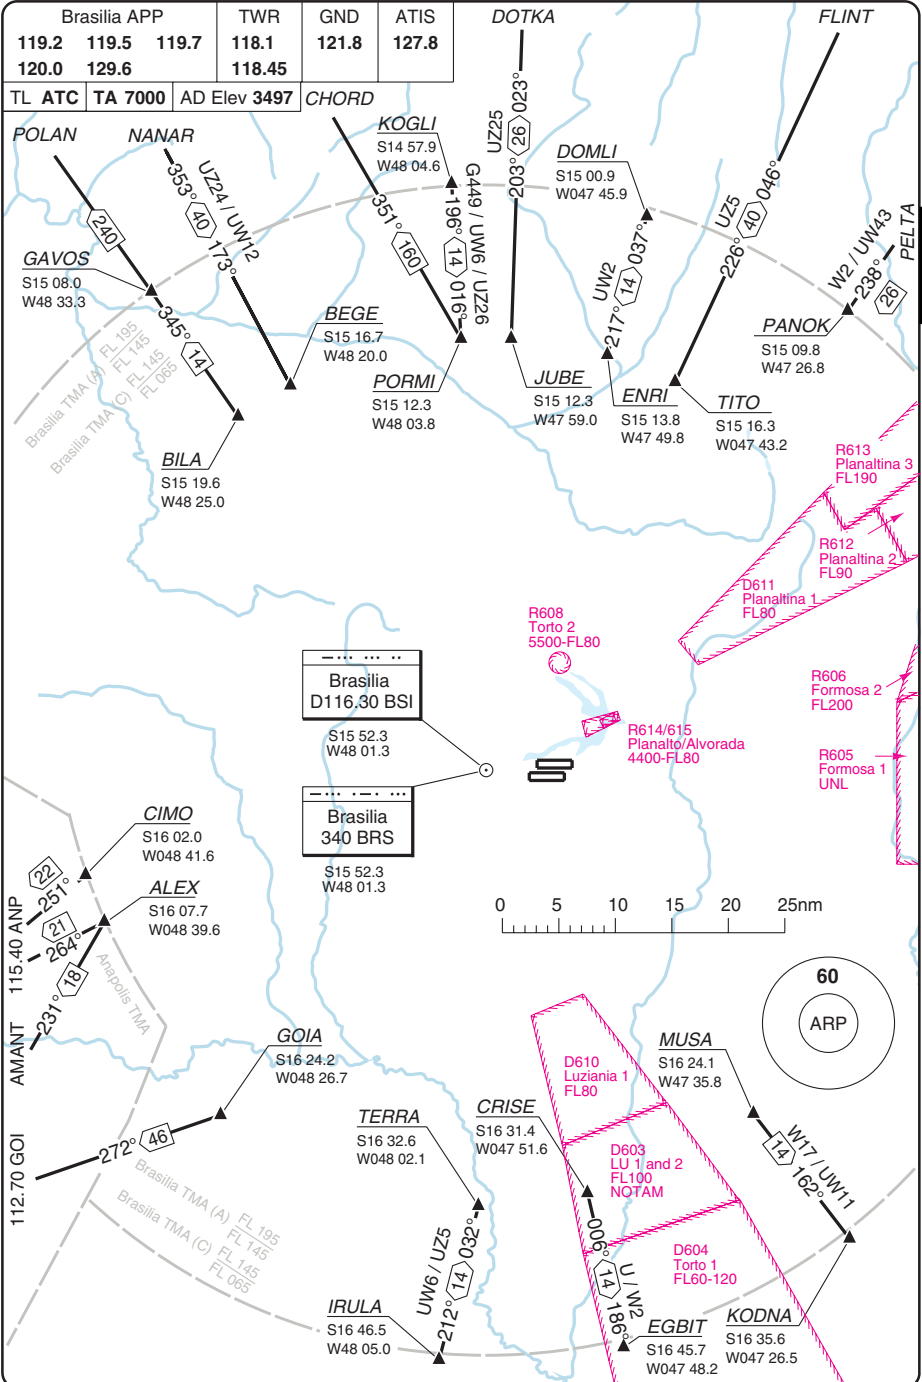 Brasilia APP
119.2 119.5 119.7
120.0 129.6
TWR
118.1
118.45
GND
121.8
ATIS
127.8
TL ATC
TA 7000
AD Elev 3497
DOTKA
FLINT
CHORD
POLAN
NANAR
KOGLI
S14 57.9
W48 04.6
DOMLI
S15 00.9
W047 45.9
PELTA
240
353° 40 173°
UZ24 / UW12
351° 160
196° 14 016°
G449 / UW6 / UZ26
UZ25
203° 26 023°
UW2
217° 14 037°
UZ5
226° 40 046°
W2 / UW43
238°
26
GAVOS
S15 08.0
W48 33.3
345° 14
Brasilia TMA (A) FL 195
FL 145
Brasilia TMA (C) FL 145
FL 065
BEGE
S15 16.7
W48 20.0
PORMI
S15 12.3
W48 03.8
JUBE
S15 12.3
W47 59.0
ENRI
S15 13.8
W47 49.8
TITO
S15 16.3
W047 43.2
PANOK
S15 09.8
W47 26.8
BILA
S15 19.6
W48 25.0
R613
Planaltina 3
FL190
R612
Planaltina 2
FL90
D611
Planaltina 1
FL80
R608
Torto 2
5500-FL80
R606
Formosa 2
FL200
R605
Formosa 1
UNL
R614/615
Planalto/Alvorada
4400-FL80
Brasilia
D116.30 BSI
S15 52.3
W48 01.3
Brasilia
340 BRS
S15 52.3
W48 01.3
CIMO
S16 02.0
W048 41.6
ALEX
S16 07.7
W048 39.6
22
251°
21
264°
231° 18
115.40 ANP
AMANT
Anapolis TMA
0 5 10 15 20 25nm
60
ARP
GOIA
S16 24.2
W048 26.7
272° 46
112.70 GOI
Brasilia TMA (A) FL 195
FL 145
Brasilia TMA (C) FL 145
FL 065
D610
Luziania 1
FL80
MUSA
S16 24.1
W47 35.8
TERRA
S16 32.6
W048 02.1
CRISE
S16 31.4
W047 51.6
D603
LU 1 and 2
FL100
NOTAM
W17 / UW11
14 162°
D604
Torto 1
FL60-120
UW6 / UZ5
212° 14 032°
006° 14 186°
U / W2
IRULA
S16 46.5
W48 05.0
EGBIT
S16 45.7
W047 48.2
KODNA
S16 35.6
W047 26.5